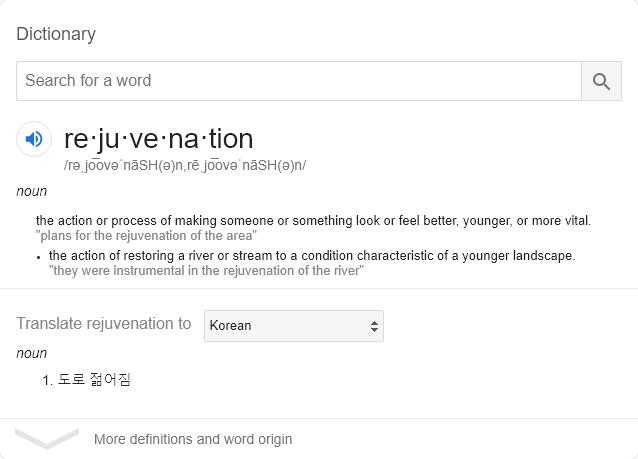 Dictionary
Search for a word
re·ju·ve·na·tion
/rəˌjo͞ovəˈnāSH(ə)n,rēˌjo͞ovəˈnāSH(ə)n/
noun
the action or process of making someone or something look or feel better, younger, or more vital.
"plans for the rejuvenation of the area"
• the action of restoring a river or stream to a condition characteristic of a younger landscape.
"they were instrumental in the rejuvenation of the river"
Translate rejuvenation to Korean
noun
1. 도로 젊어짐
More definitions and word origin